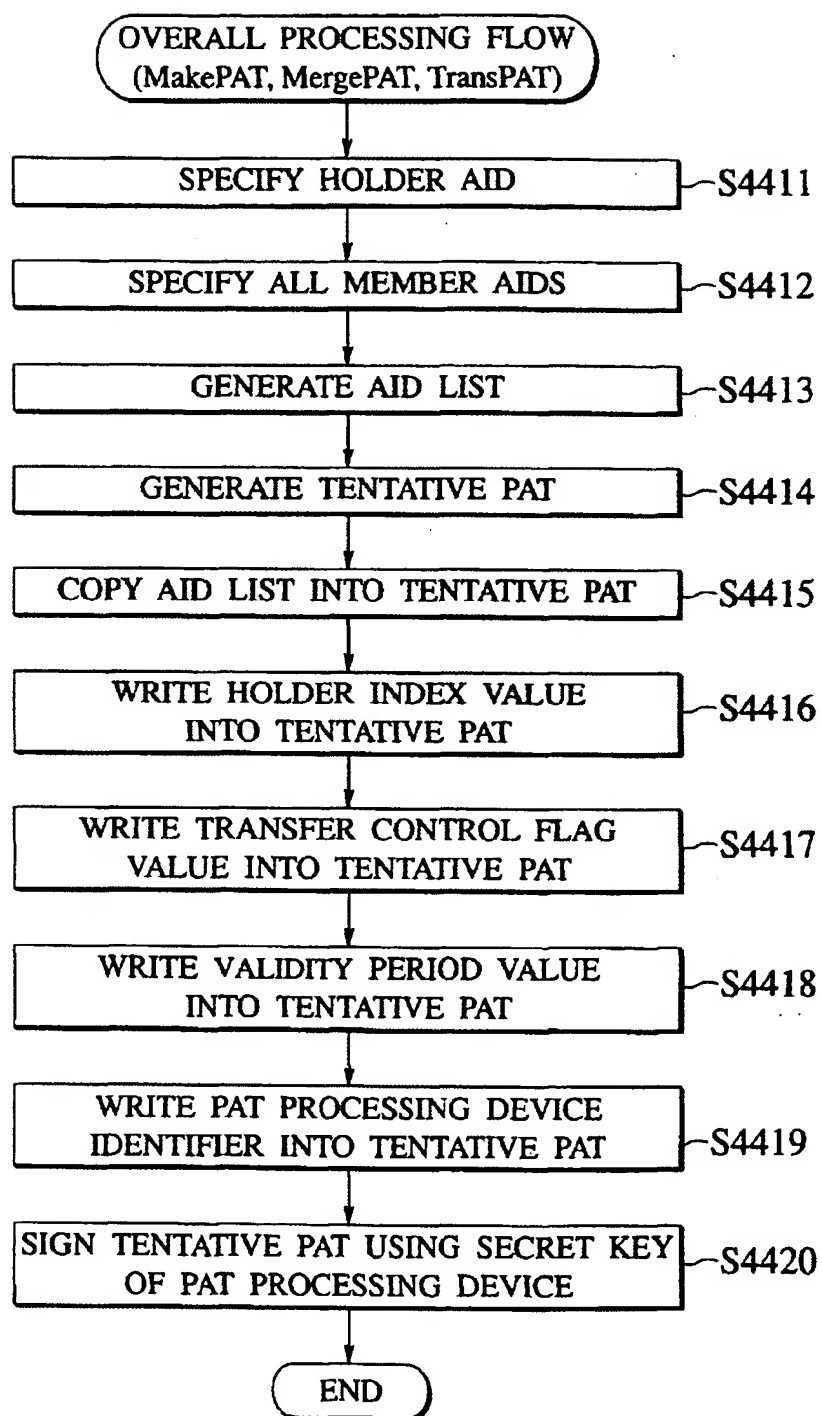 OVERALL PROCESSING FLOW
(MakePAT, MergePAT, TransPAT)
SPECIFY HOLDER AID
S4411
SPECIFY ALL MEMBER AIDS
S4412
GENERATE AID LIST
S4413
GENERATE TENTATIVE PAT
S4414
COPY AID LIST INTO TENTATIVE PAT
S4415
WRITE HOLDER INDEX VALUE
INTO TENTATIVE PAT
S4416
WRITE TRANSFER CONTROL FLAG
VALUE INTO TENTATIVE PAT
S4417
WRITE VALIDITY PERIOD VALUE
INTO TENTATIVE PAT
S4418
WRITE PAT PROCESSING DEVICE
IDENTIFIER INTO TENTATIVE PAT
S4419
SIGN TENTATIVE PAT USING SECRET KEY
OF PAT PROCESSING DEVICE
S4420
END